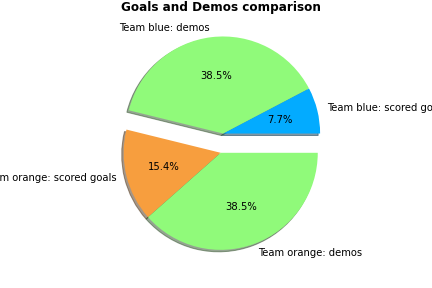 Goals and Demos comparison
Team blue: demos
38.5%
Team blue: scored go
7.7%
15.4%
m orange: scored goals
38.5%
Team orange: demos